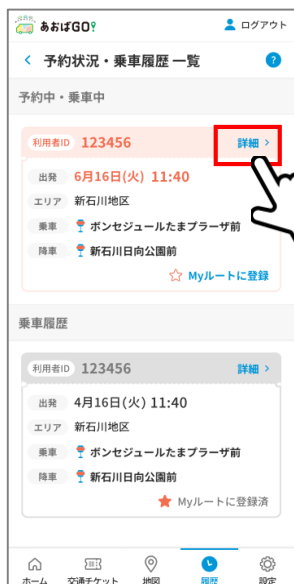 あおばGO!
ログアウト
予約状況・乗車履歴 一覧
?
予約中・乗車中
利用者ID 123456 詳細
出発 6月16日(火) 11:40
エリア 新石川地区
乗車 ボンセジュールたまプラーザ前
降車 新石川日向公園前
Myルートに登録
乗車履歴
利用者ID 123456 詳細
出発 4月16日(火) 11:40
エリア 新石川地区
乗車 ボンセジュールたまプラーザ前
降車 新石川日向公園前
Myルートに登録済
ホーム 交通チケット 地図 履歴 設定